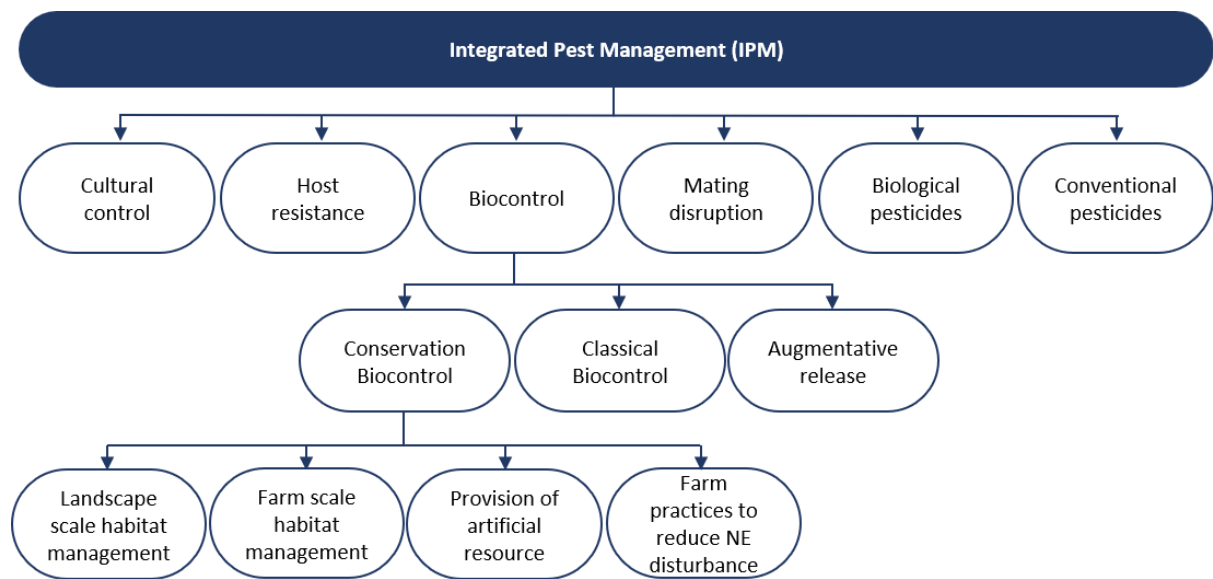 Integrated Pest Management (IPM)
Cultural
control
Host
resistance
Biocontrol
Mating
disruption
Biological
pesticides
Conventional
pesticides
Conservation
Biocontrol
Classical
Biocontrol
Augmentative
release
Landscape
scale habitat
management
Farm scale
habitat
management
Provision of
artificial
resource
Farm
practices to
reduce NE
disturbance